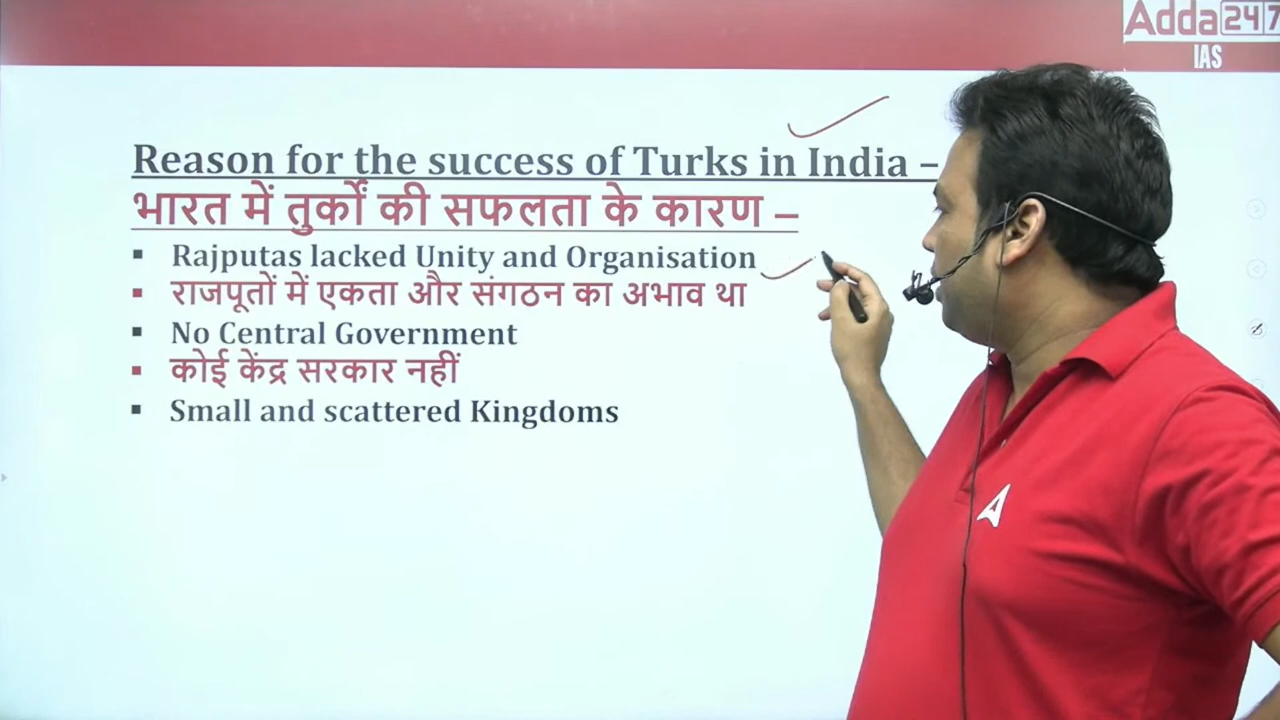 Adda247
IAS
Reason for the success of Turks in India –
भारत में तुर्कों की सफलता के कारण –
▪ Rajputas lacked Unity and Organisation
▪ राजपूतों में एकता और संगठन का अभाव था
▪ No Central Government
▪ कोई केंद्र सरकार नहीं
▪ Small and scattered Kingdoms